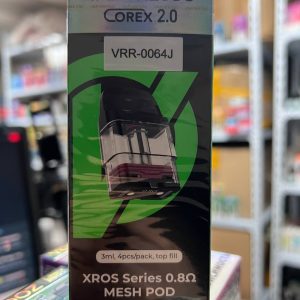 COREX 2.0
VRR-0064J
3ml, 4pcs/pack, top fill
XROS Series 0.8Ω
MESH POD